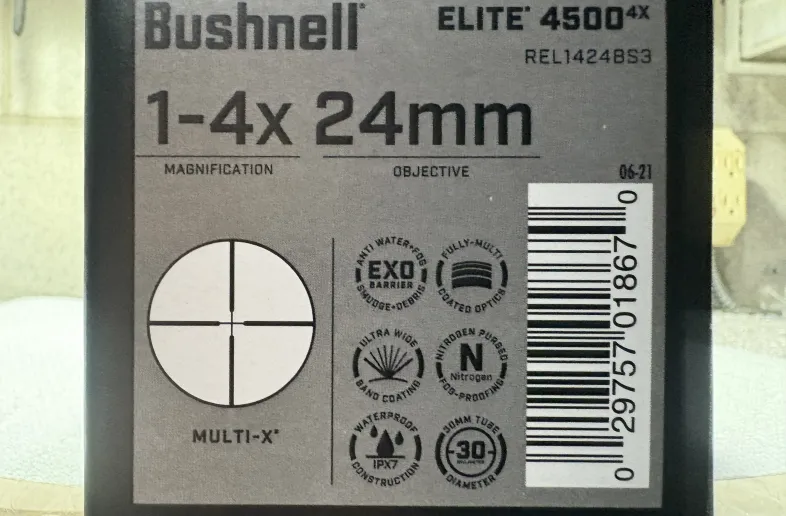 Bushnell®
ELITE® 4500 4X
REL1424BS3
1-4x 24mm
MAGNIFICATION
OBJECTIVE
06-21
ANTI WATER+FOG
EXO
BARRIER
SMUDGE+DEBRIS
FULLY-MULTI
COATED OPTICS
ULTRA WIDE
BAND COATING
NITROGEN PURGED
N
Nitrogen
FOG-PROOFING
WATERPROOF
IPX7
CONSTRUCTION
30MM TUBE
-30-
DIAMETER
MULTI-X®
0 29757 01867 0